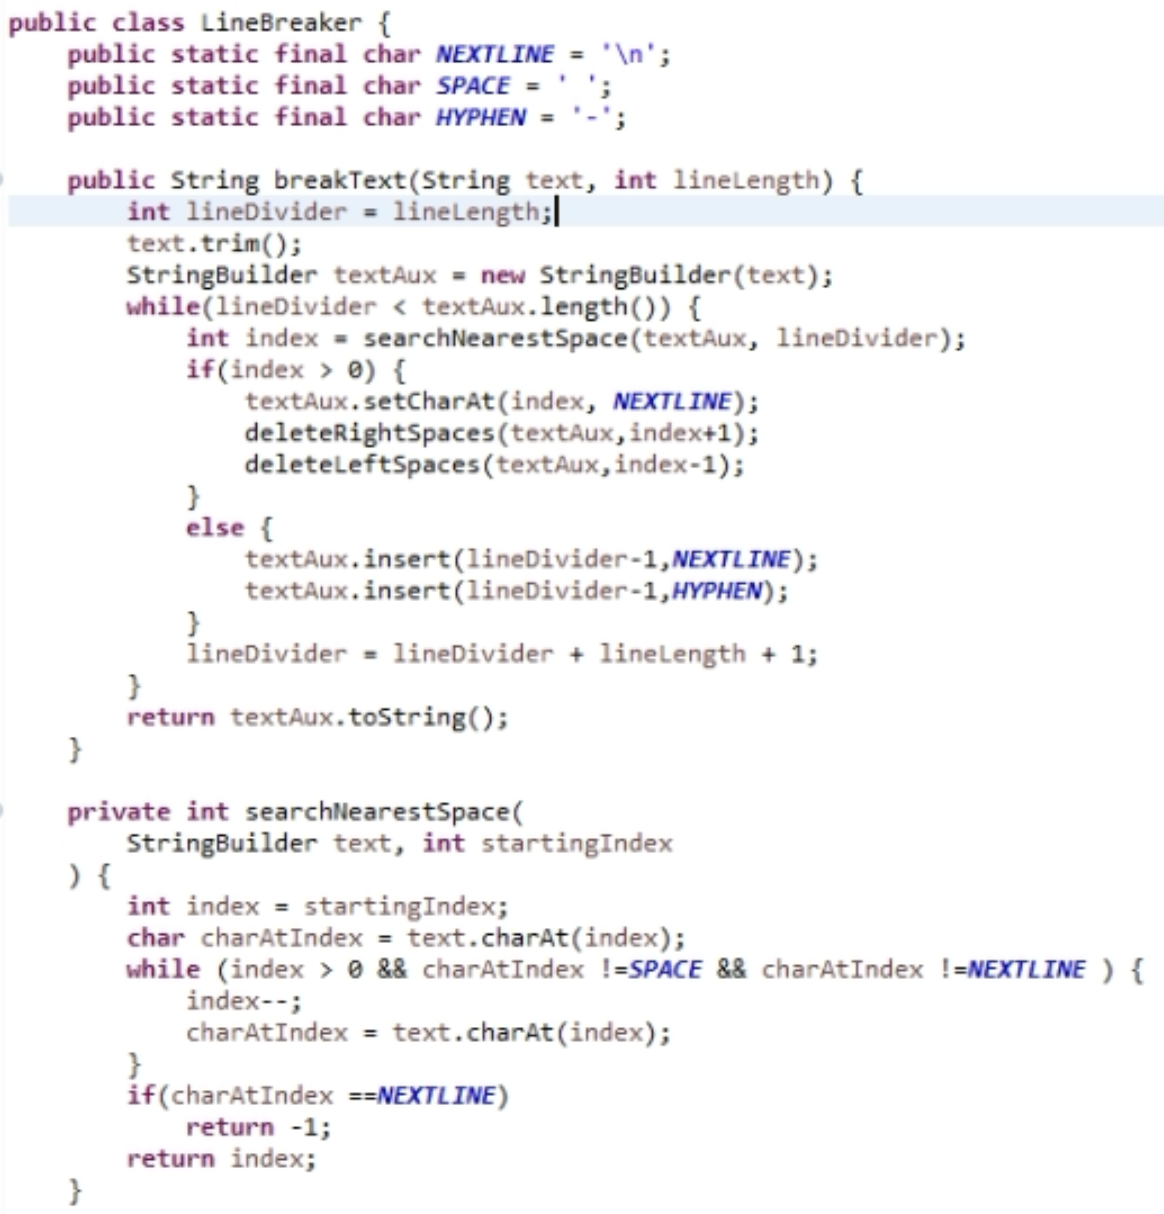 public class LineBreaker {
    public static final char NEXTLINE = '\n';
    public static final char SPACE = ' ';
    public static final char HYPHEN = '-';

    public String breakText(String text, int lineLength) {
        int lineDivider = lineLength;
        text.trim();
        StringBuilder textAux = new StringBuilder(text);
        while(lineDivider < textAux.length()) {
            int index = searchNearestSpace(textAux, lineDivider);
            if(index > 0) {
                textAux.setCharAt(index, NEXTLINE);
                deleteRightSpaces(textAux,index+1);
                deleteLeftSpaces(textAux,index-1);
            }
            else {
                textAux.insert(lineDivider-1,NEXTLINE);
                textAux.insert(lineDivider-1,HYPHEN);
            }
            lineDivider = lineDivider + lineLength + 1;
        }
        return textAux.toString();
    }

    private int searchNearestSpace(
        StringBuilder text, int startingIndex
    ) {
        int index = startingIndex;
        char charAtIndex = text.charAt(index);
        while (index > 0 && charAtIndex !=SPACE && charAtIndex !=NEXTLINE ) {
            index--;
            charAtIndex = text.charAt(index);
        }
        if(charAtIndex ==NEXTLINE)
            return -1;
        return index;
    }